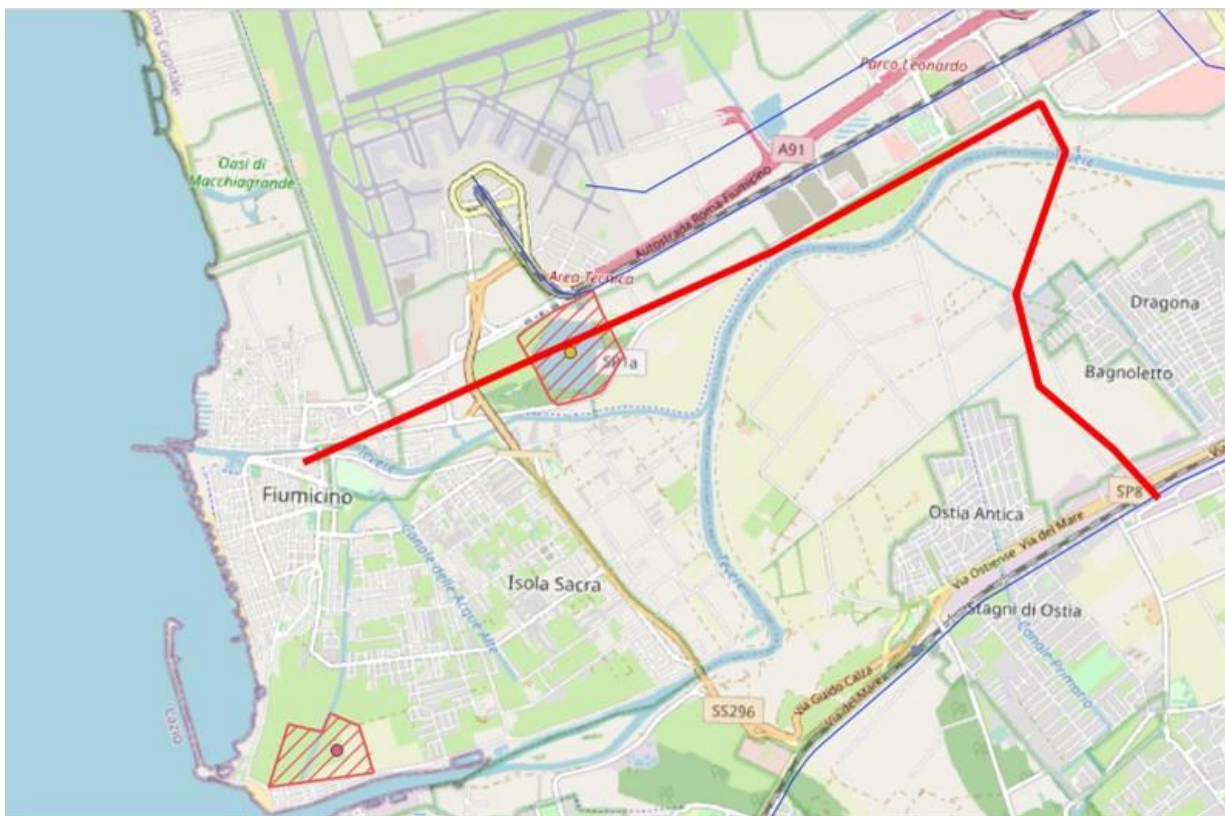 Roma Capitale
Parco Leonardo
A91
Oasi di
Macchiagrande
Autostrada Roma-Fiumicino
Area Tecnica
Tevere
Dragona
SP1a
Bagnoletto
Tevere
Fiumicino
SP8
Ostia Antica
Via Ostiense
Via del Mare
Canale delle Acque Alte
Isola Sacra
Tevere
Stagni di Ostia
Canale Primario
Via Guido Calza
Via del Mare
SS296
Lazio